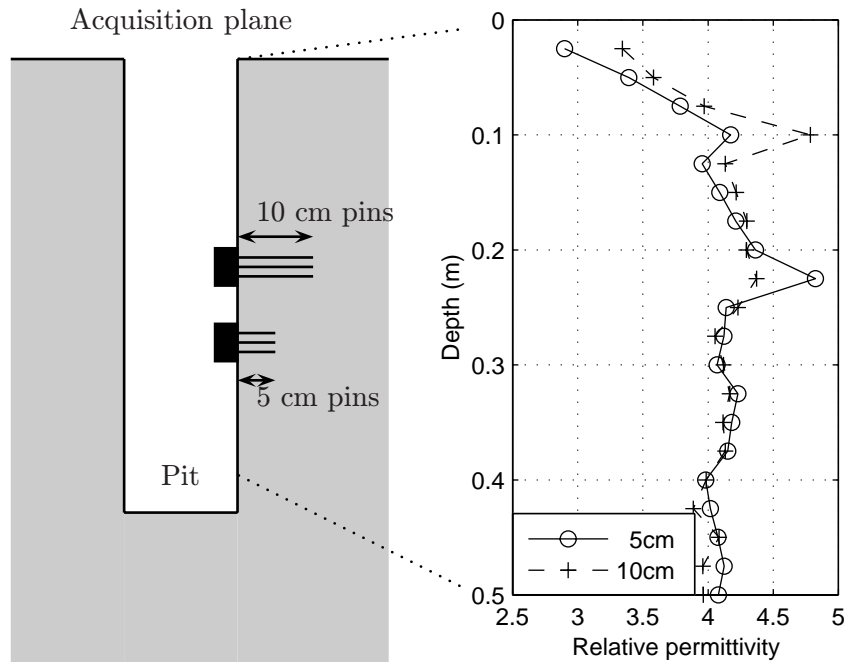 Acquisition plane
10 cm pins
5 cm pins
Pit
0
0.1
0.2
0.3
0.4
0.5
Depth (m)
5cm
10cm
2.5 3 3.5 4 4.5 5
Relative permittivity